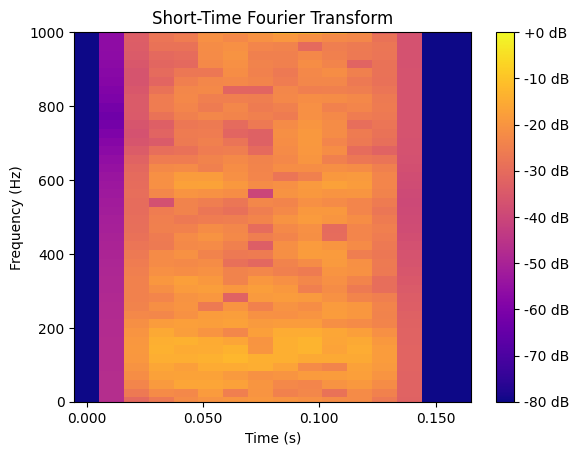 Short-Time Fourier Transform
1000
800
600
400
200
0
Frequency (Hz)
0.000
0.050
0.100
0.150
Time (s)
+0 dB
-10 dB
-20 dB
-30 dB
-40 dB
-50 dB
-60 dB
-70 dB
-80 dB